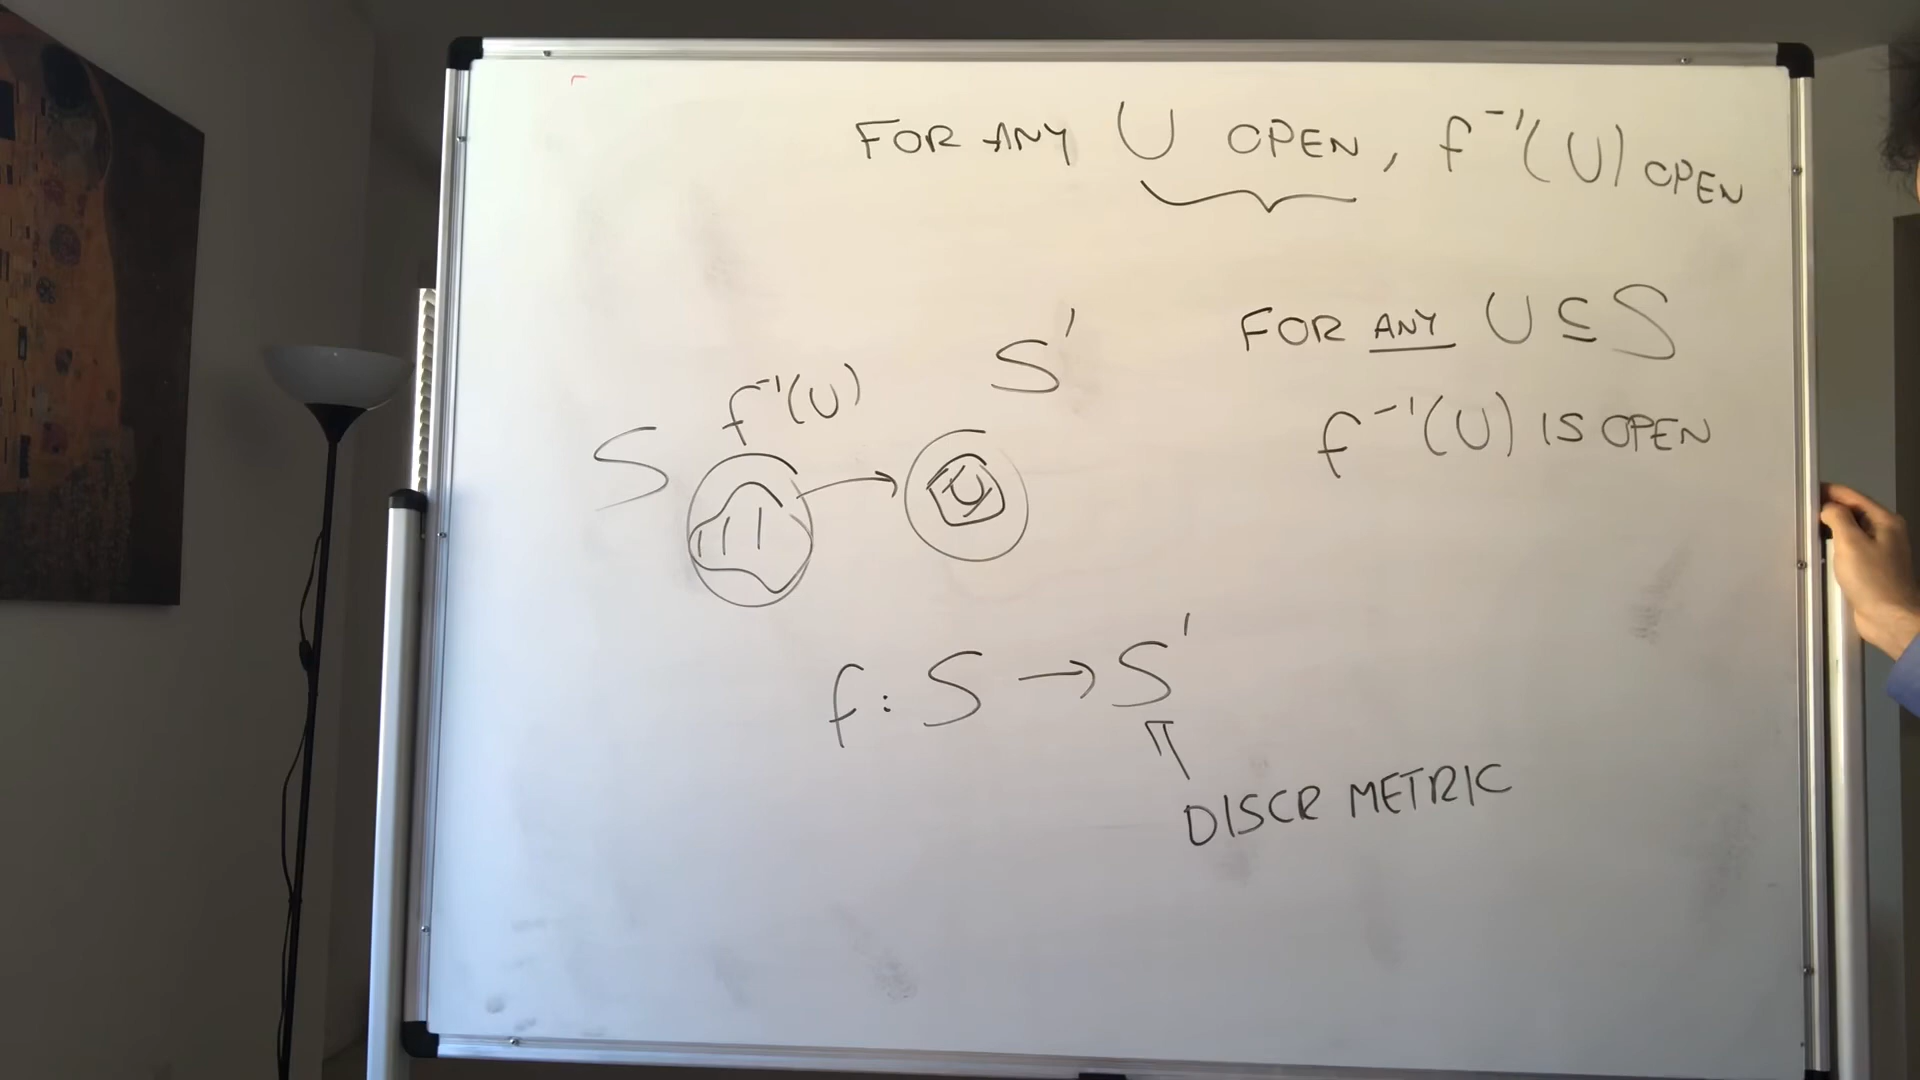 FOR ANY U OPEN, f⁻¹(U) OPEN
FOR ANY U ⊆ S
f⁻¹(U) IS OPEN
S'
f⁻¹(U)
S
U
f: S → S'
DISCR METRIC